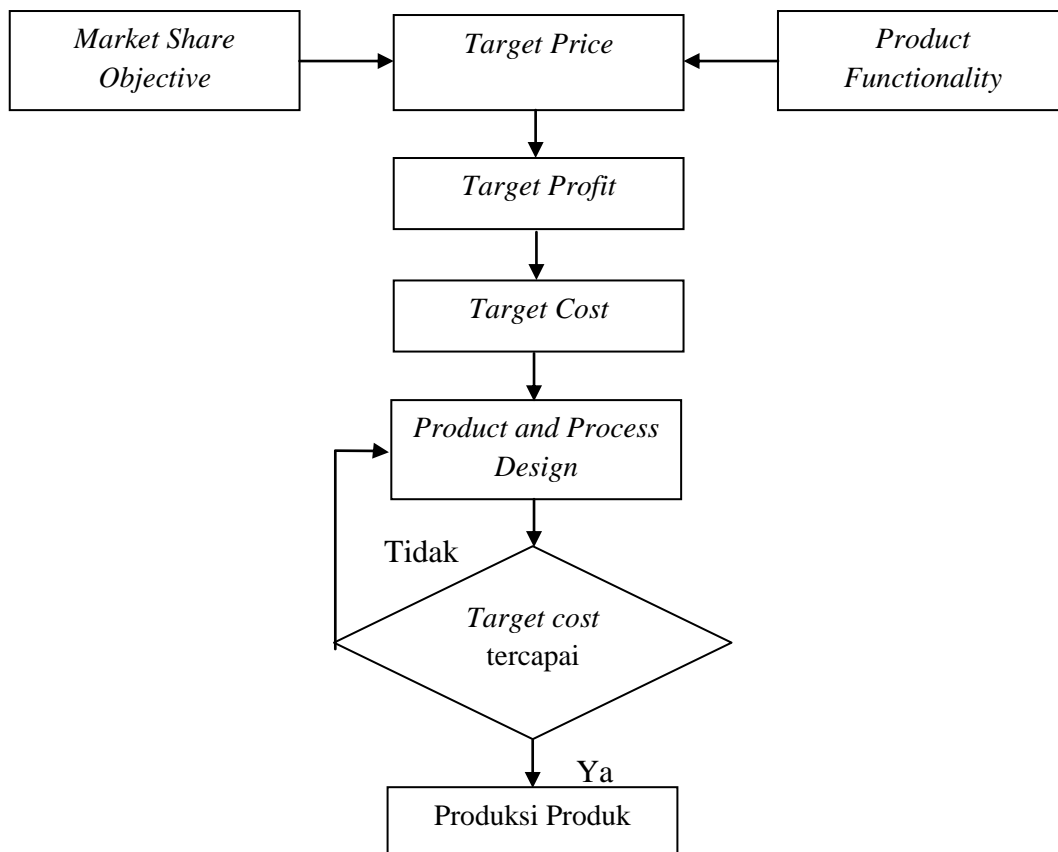 Market Share
Objective
Target Price
Product
Functionality
Target Profit
Target Cost
Product and Process
Design
Tidak
Target cost
tercapai
Ya
Produksi Produk